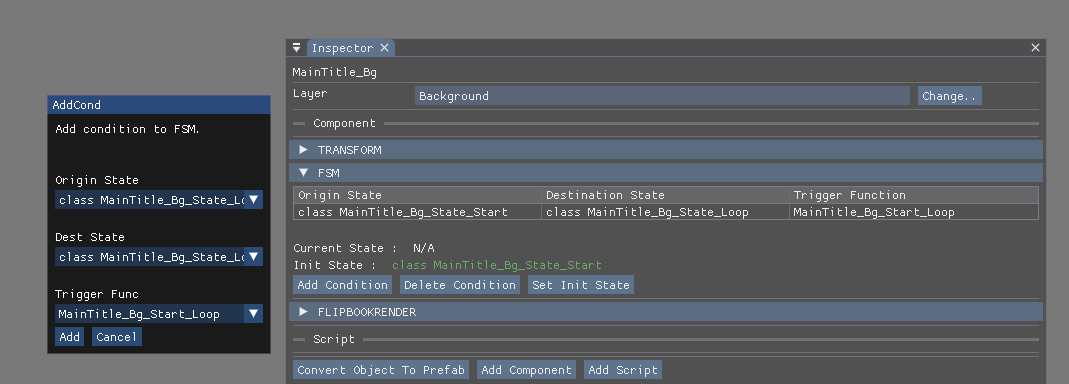 AddCond
Add condition to FSM.
Origin State
class MainTitle_Bg_State_Lo
Dest State
class MainTitle_Bg_State_Lo
Trigger Func
MainTitle_Bg_Start_Loop
Add Cancel
Inspector
MainTitle_Bg
Layer Background Change..
Component
TRANSFORM
FSM
Origin State Destination State Trigger Function
class MainTitle_Bg_State_Start class MainTitle_Bg_State_Loop MainTitle_Bg_Start_Loop
Current State : N/A
Init State : class MainTitle_Bg_State_Start
Add Condition Delete Condition Set Init State
FLIPBOOKRENDER
Script
Convert Object To Prefab Add Component Add Script